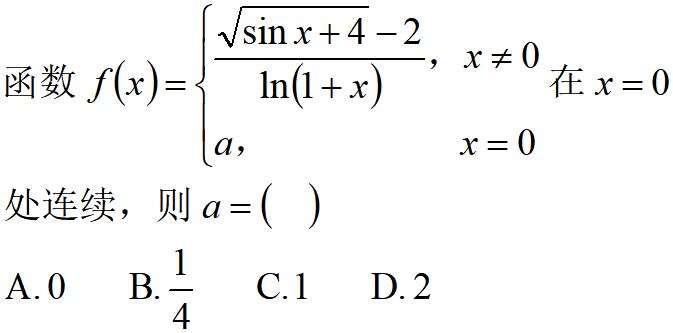 函数 f(x)={ (√(sin x+4) −2)/ln(1+x), x≠0 在 x=0
a, x=0
处连续，则 a=( )
A. 0 B. 1/4 C. 1 D. 2